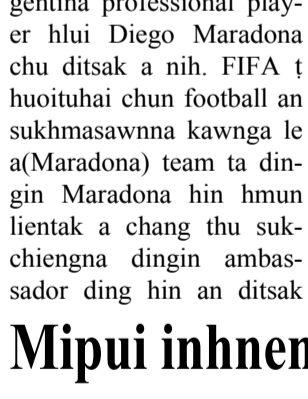 gentina professional play-
er hlui Diego Maradona
chu ditsak a nih. FIFA ț
huoituhai chun football an
sukhmasawnna kawnga le
a(Maradona) team ta din-
gin Maradona hin hmun
lientak a chang thu suk-
chiengna dingin ambas-
sador ding hin an ditsak
Mipui inhnen